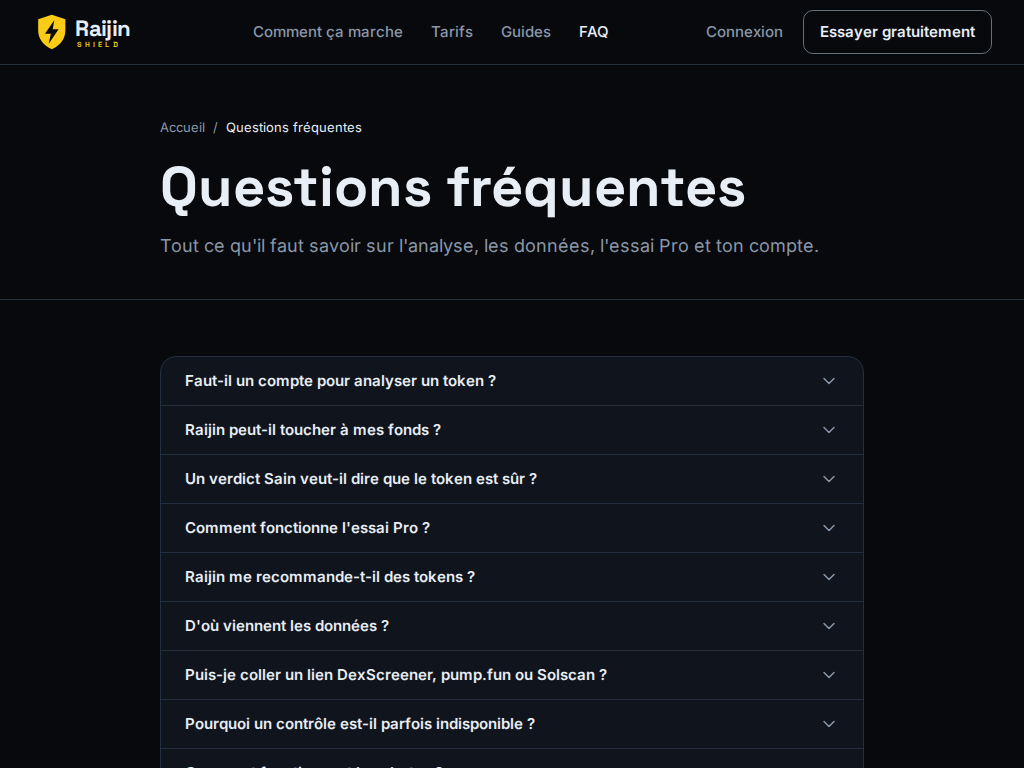 Raijin
SHIELD
Comment ça marche
Tarifs
Guides
FAQ
Connexion
Essayer gratuitement
Accueil / Questions fréquentes
Questions fréquentes
Tout ce qu'il faut savoir sur l'analyse, les données, l'essai Pro et ton compte.
Faut-il un compte pour analyser un token ?
Raijin peut-il toucher à mes fonds ?
Un verdict Sain veut-il dire que le token est sûr ?
Comment fonctionne l'essai Pro ?
Raijin me recommande-t-il des tokens ?
D'où viennent les données ?
Puis-je coller un lien DexScreener, pump.fun ou Solscan ?
Pourquoi un contrôle est-il parfois indisponible ?